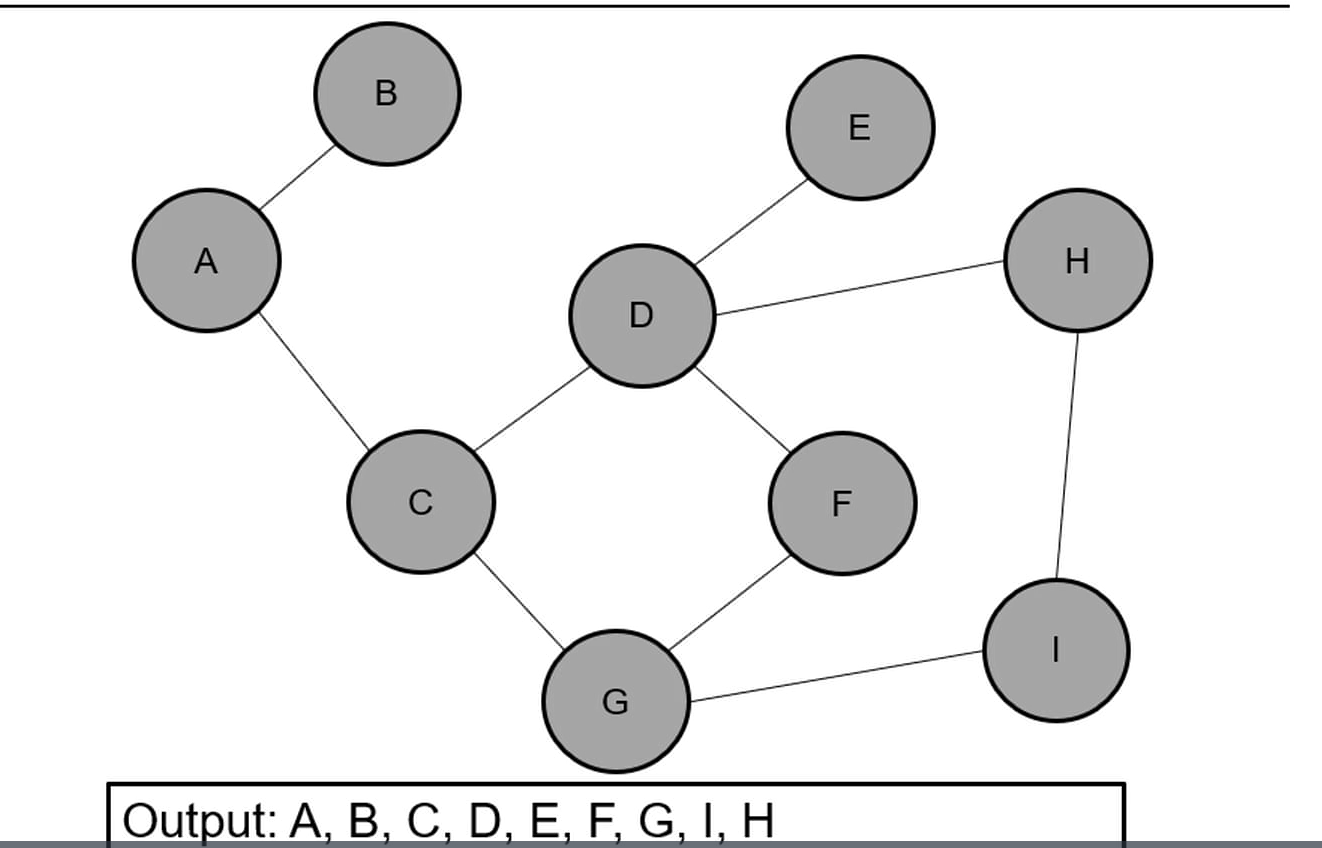 B
E
A
H
D
C
F
I
G
Output: A, B, C, D, E, F, G, I, H